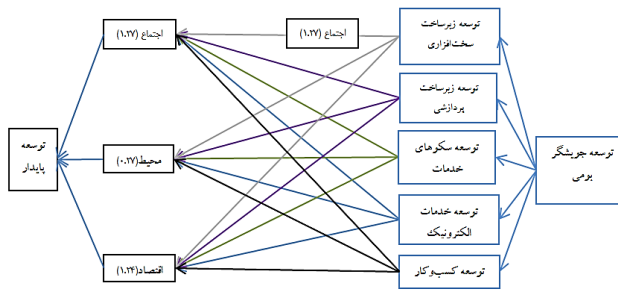 توسعه زیرساخت
سخت‌افزاری
اجتماع (۱.۲۷)
اجتماع (۱.۲۷)
توسعه زیرساخت
پردازشی
توسعه سکوهای
خدمات
توسعه جویشگر
بومی
محیط(۰.۲۷)
توسعه
پایدار
توسعه خدمات
الکترونیک
توسعه کسب‌وکار
اقتصاد(۱.۲۴)